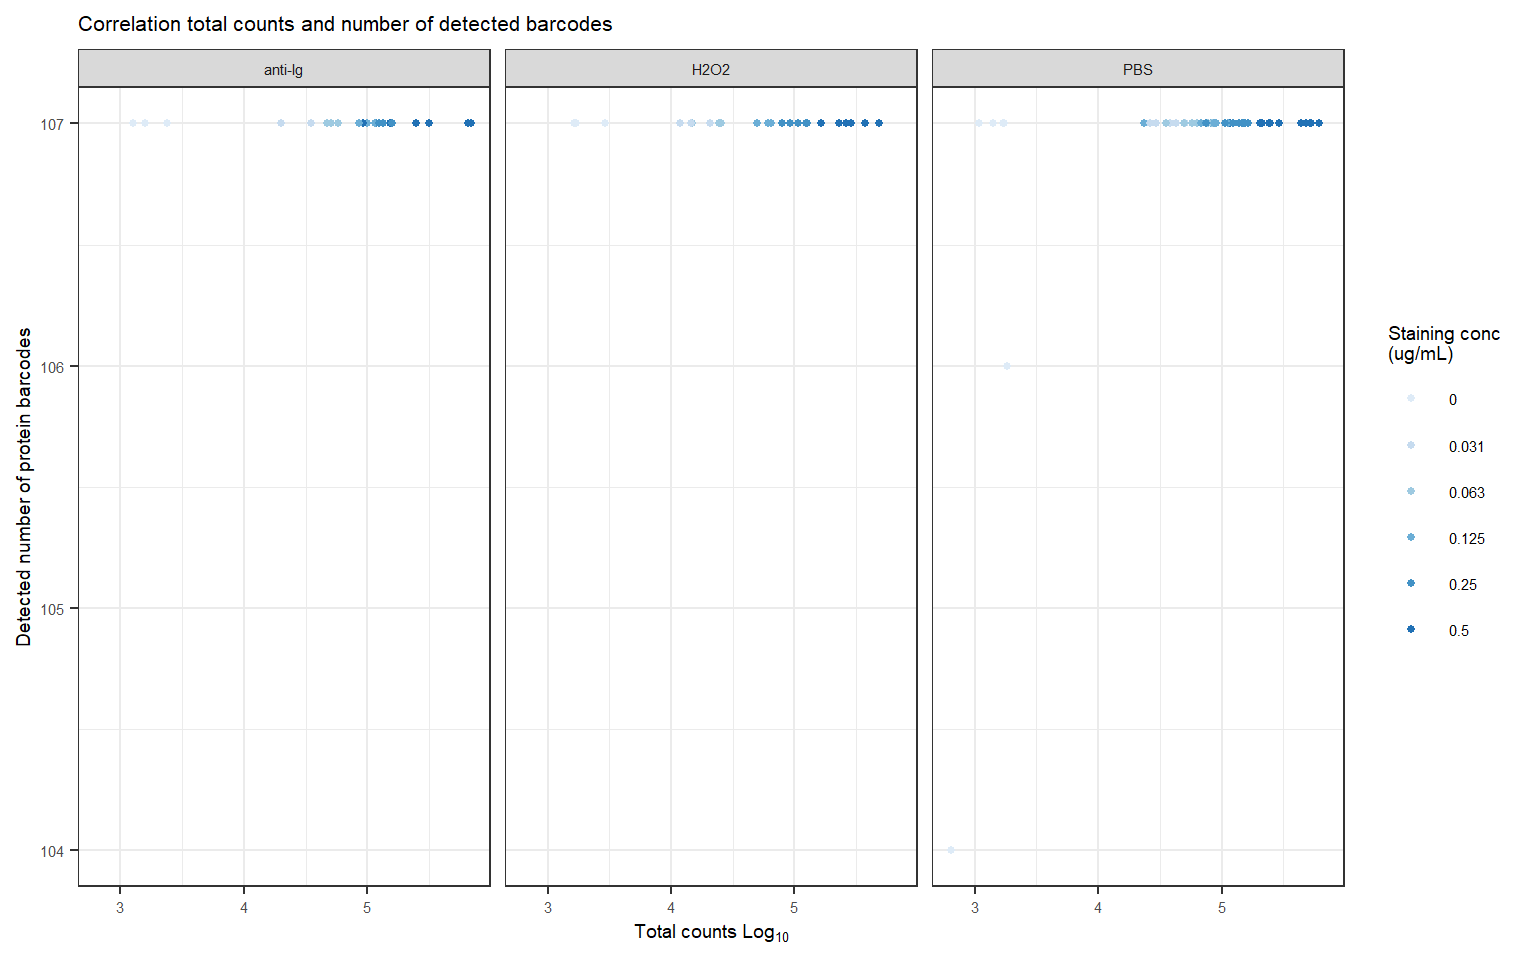 Correlation total counts and number of detected barcodes
anti-Ig
H2O2
PBS
107
106
105
104
Detected number of protein barcodes
3
4
5
3
4
5
3
4
5
Total counts Log10
Staining conc
(ug/mL)
0
0.031
0.063
0.125
0.25
0.5